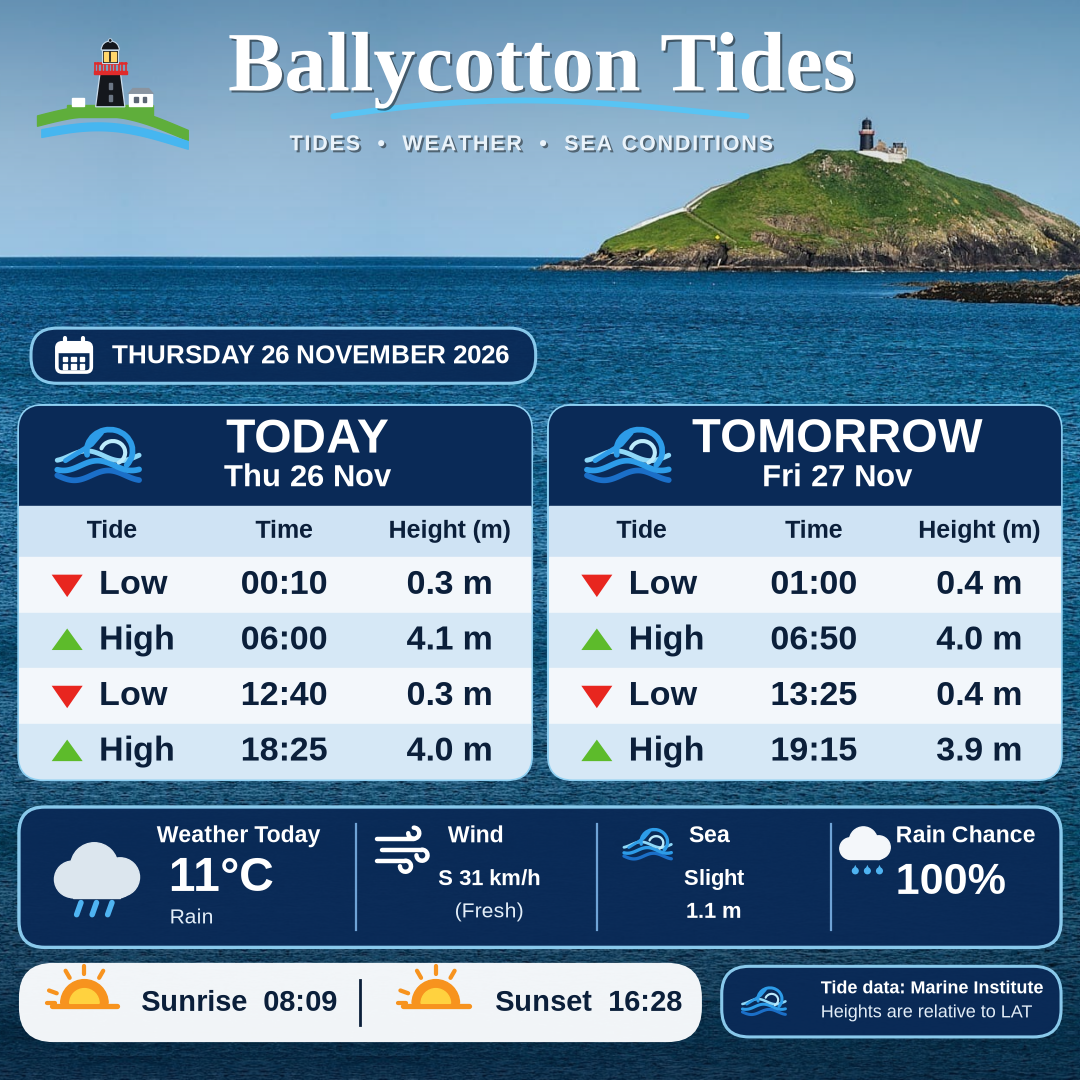 Ballycotton Tides
TIDES • WEATHER • SEA CONDITIONS
THURSDAY 26 NOVEMBER 2026
TODAY
Thu 26 Nov
Tide Time Height (m)
Low 00:10 0.3 m
High 06:00 4.1 m
Low 12:40 0.3 m
High 18:25 4.0 m
TOMORROW
Fri 27 Nov
Tide Time Height (m)
Low 01:00 0.4 m
High 06:50 4.0 m
Low 13:25 0.4 m
High 19:15 3.9 m
Weather Today
11°C
Rain
Wind
S 31 km/h
(Fresh)
Sea
Slight
1.1 m
Rain Chance
100%
Sunrise 08:09
Sunset 16:28
Tide data: Marine Institute
Heights are relative to LAT